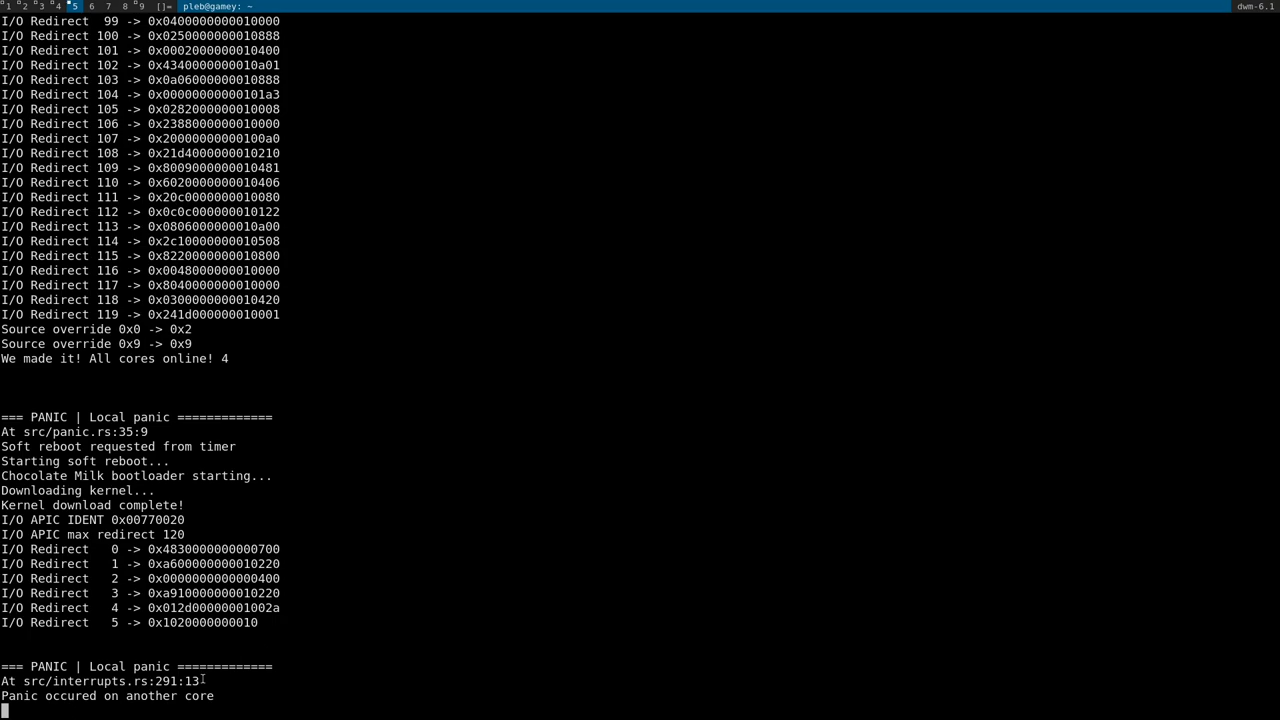 1 2 3 4 5 6 7 8 9 []= pleb@gamey: ~ dwm-6.1
I/O Redirect  99 -> 0x0400000000010000
I/O Redirect 100 -> 0x0250000000010888
I/O Redirect 101 -> 0x0002000000010400
I/O Redirect 102 -> 0x4340000000010a01
I/O Redirect 103 -> 0x0a06000000010888
I/O Redirect 104 -> 0x00000000000101a3
I/O Redirect 105 -> 0x0282000000010008
I/O Redirect 106 -> 0x2388000000010000
I/O Redirect 107 -> 0x20000000000100a0
I/O Redirect 108 -> 0x21d4000000010210
I/O Redirect 109 -> 0x8009000000010481
I/O Redirect 110 -> 0x6020000000010406
I/O Redirect 111 -> 0x20c0000000010080
I/O Redirect 112 -> 0x0c0c000000010122
I/O Redirect 113 -> 0x0806000000010a00
I/O Redirect 114 -> 0x2c10000000010508
I/O Redirect 115 -> 0x8220000000010800
I/O Redirect 116 -> 0x0048000000010000
I/O Redirect 117 -> 0x8040000000010000
I/O Redirect 118 -> 0x0300000000010420
I/O Redirect 119 -> 0x241d000000010001
Source override 0x0 -> 0x2
Source override 0x9 -> 0x9
We made it! All cores online! 4
=== PANIC | Local panic =============
At src/panic.rs:35:9
Soft reboot requested from timer
Starting soft reboot...
Chocolate Milk bootloader starting...
Downloading kernel...
Kernel download complete!
I/O APIC IDENT 0x00770020
I/O APIC max redirect 120
I/O Redirect   0 -> 0x4830000000000700
I/O Redirect   1 -> 0xa600000000010220
I/O Redirect   2 -> 0x0000000000000400
I/O Redirect   3 -> 0xa910000000010220
I/O Redirect   4 -> 0x012d00000001002a
I/O Redirect   5 -> 0x1020000000010
=== PANIC | Local panic =============
At src/interrupts.rs:291:13
Panic occured on another core